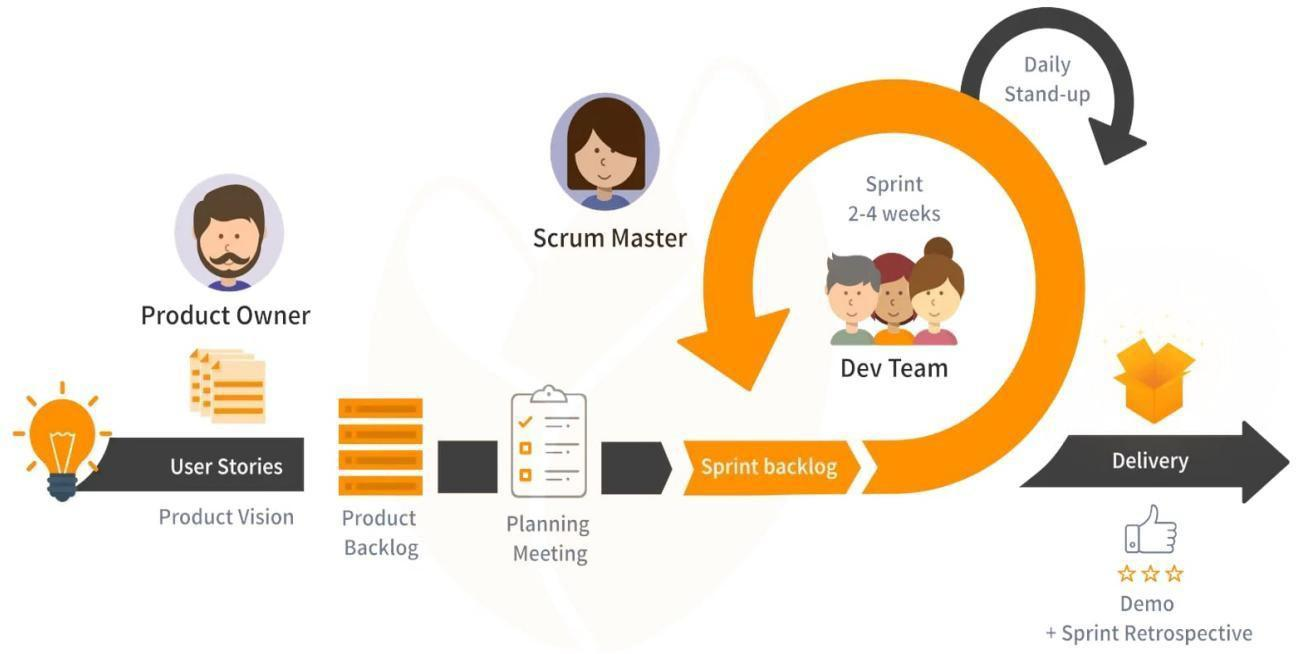 Daily
Stand-up
Sprint
2-4 weeks
Scrum Master
Product Owner
Dev Team
User Stories
Sprint backlog
Delivery
Product Vision
Product
Backlog
Planning
Meeting
Demo
+ Sprint Retrospective